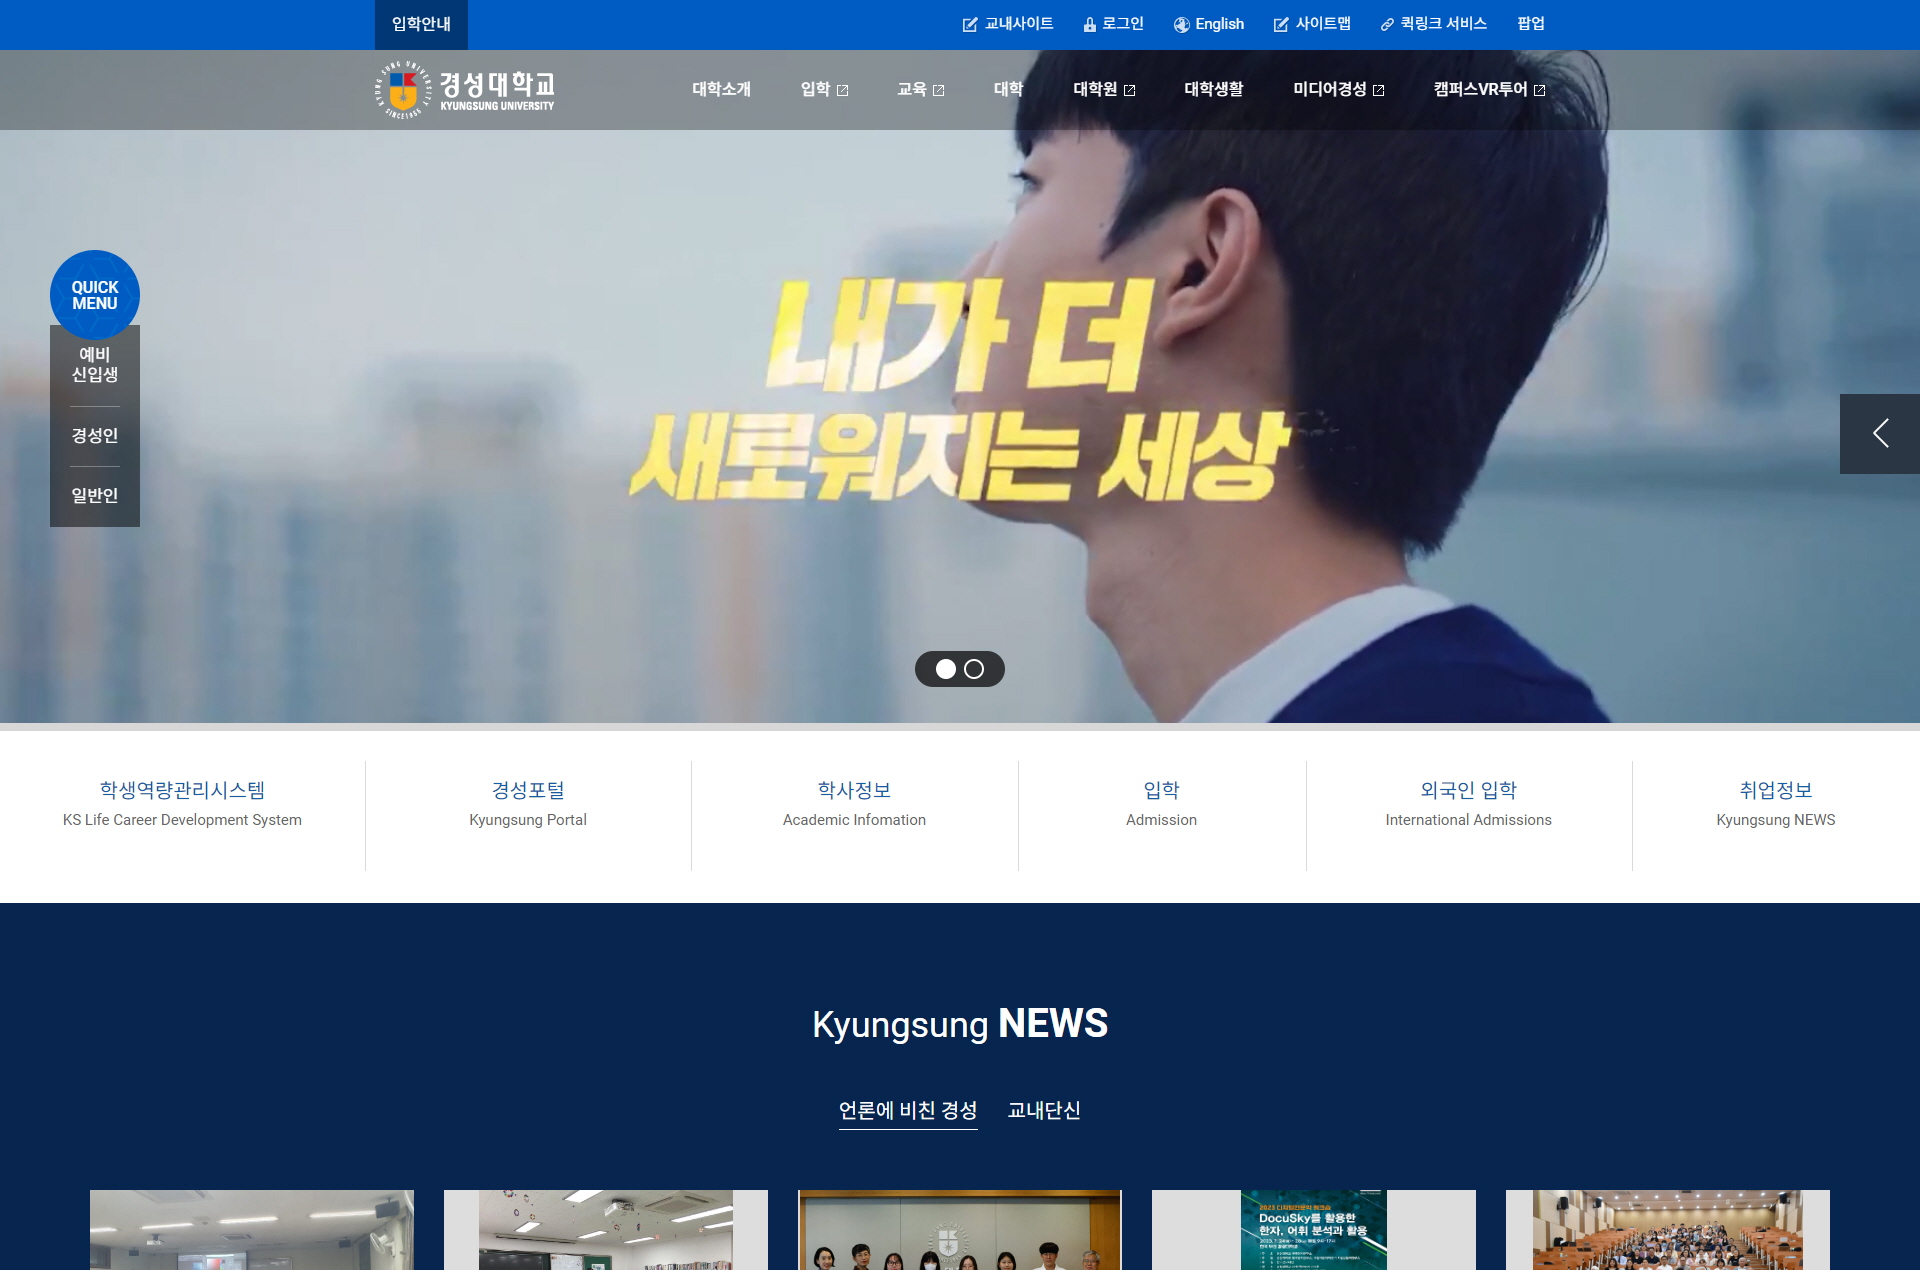 입학안내
교내사이트
로그인
English
사이트맵
퀵링크 서비스
팝업
KYUNG SUNG UNIVERSITY
SINCE 1955
경성대학교
KYUNGSUNG UNIVERSITY
대학소개
입학
교육
대학
대학원
대학생활
미디어경성
캠퍼스VR투어
QUICK
MENU
예비
신입생
경성인
일반인
내가 더
새로워지는 세상
학생역량관리시스템
KS Life Career Development System
경성포털
Kyungsung Portal
학사정보
Academic Infomation
입학
Admission
외국인 입학
International Admissions
취업정보
Kyungsung NEWS
Kyungsung NEWS
언론에 비친 경성
교내단신
2023 디지털인문학 워크숍
DocuSky를 활용한
한자, 어휘 분석과 활용